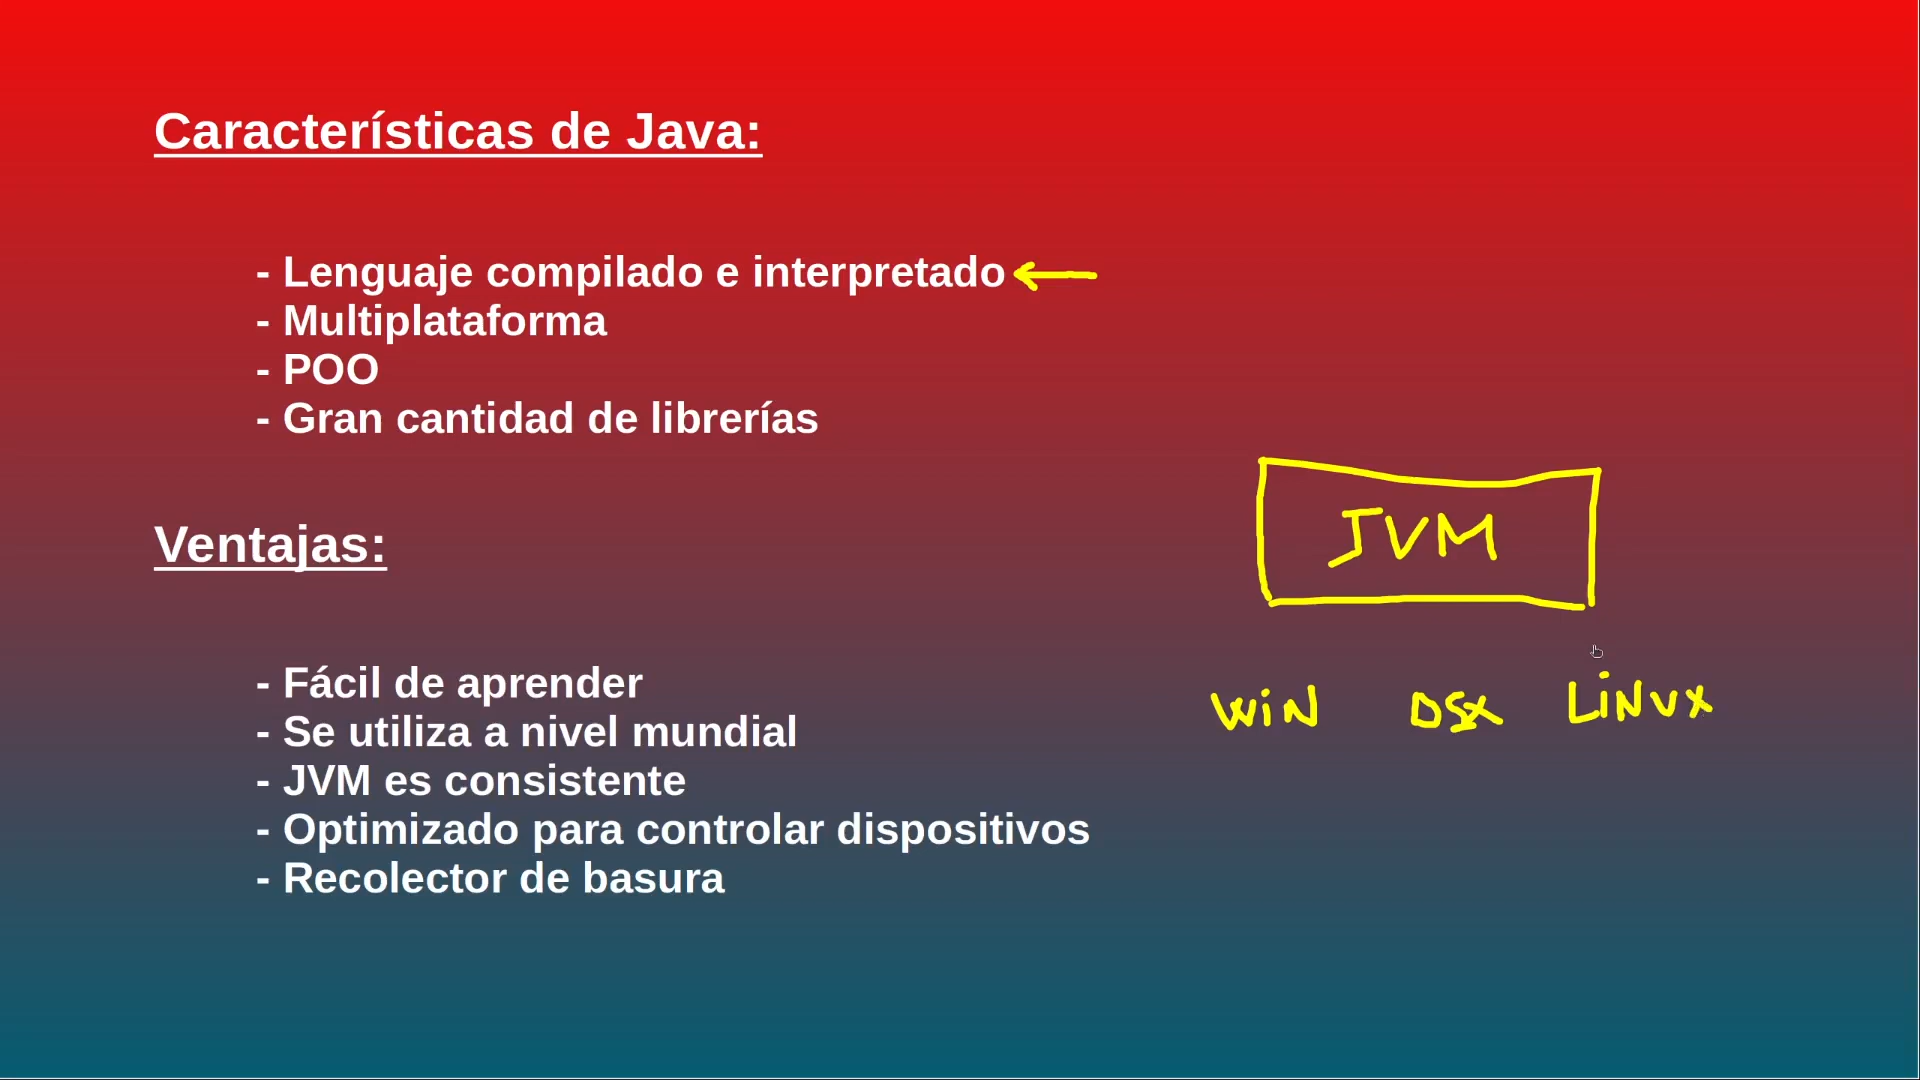 Características de Java:
- Lenguaje compilado e interpretado
- Multiplataforma
- POO
- Gran cantidad de librerías
JVM
Ventajas:
- Fácil de aprender
WiN OSX LiNUX
- Se utiliza a nivel mundial
- JVM es consistente
- Optimizado para controlar dispositivos
- Recolector de basura